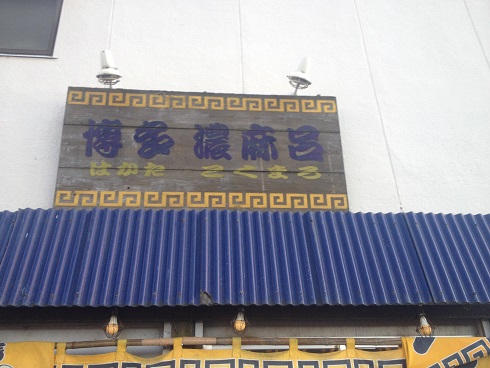 博多 濃麻呂
はかた こくまろ